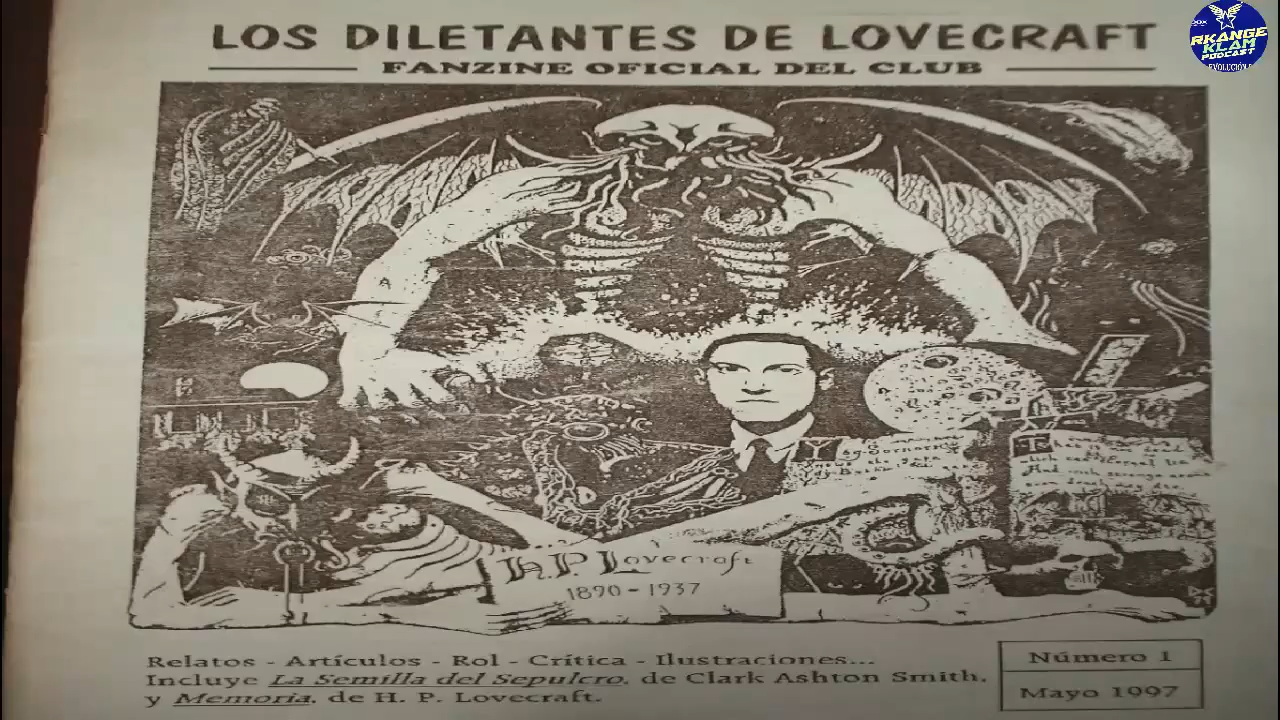 LOS DILETANTES DE LOVECRAFT
FANZINE OFICIAL DEL CLUB
RKANGE
KLAM
PODCAST
H.P. Lovecraft
1890 - 1937
Relatos - Artículos - Rol - Crítica - Ilustraciones...
Incluye La Semilla del Sepulcro, de Clark Ashton Smith,
y Memoria, de H. P. Lovecraft.
Número 1
Mayo 1997